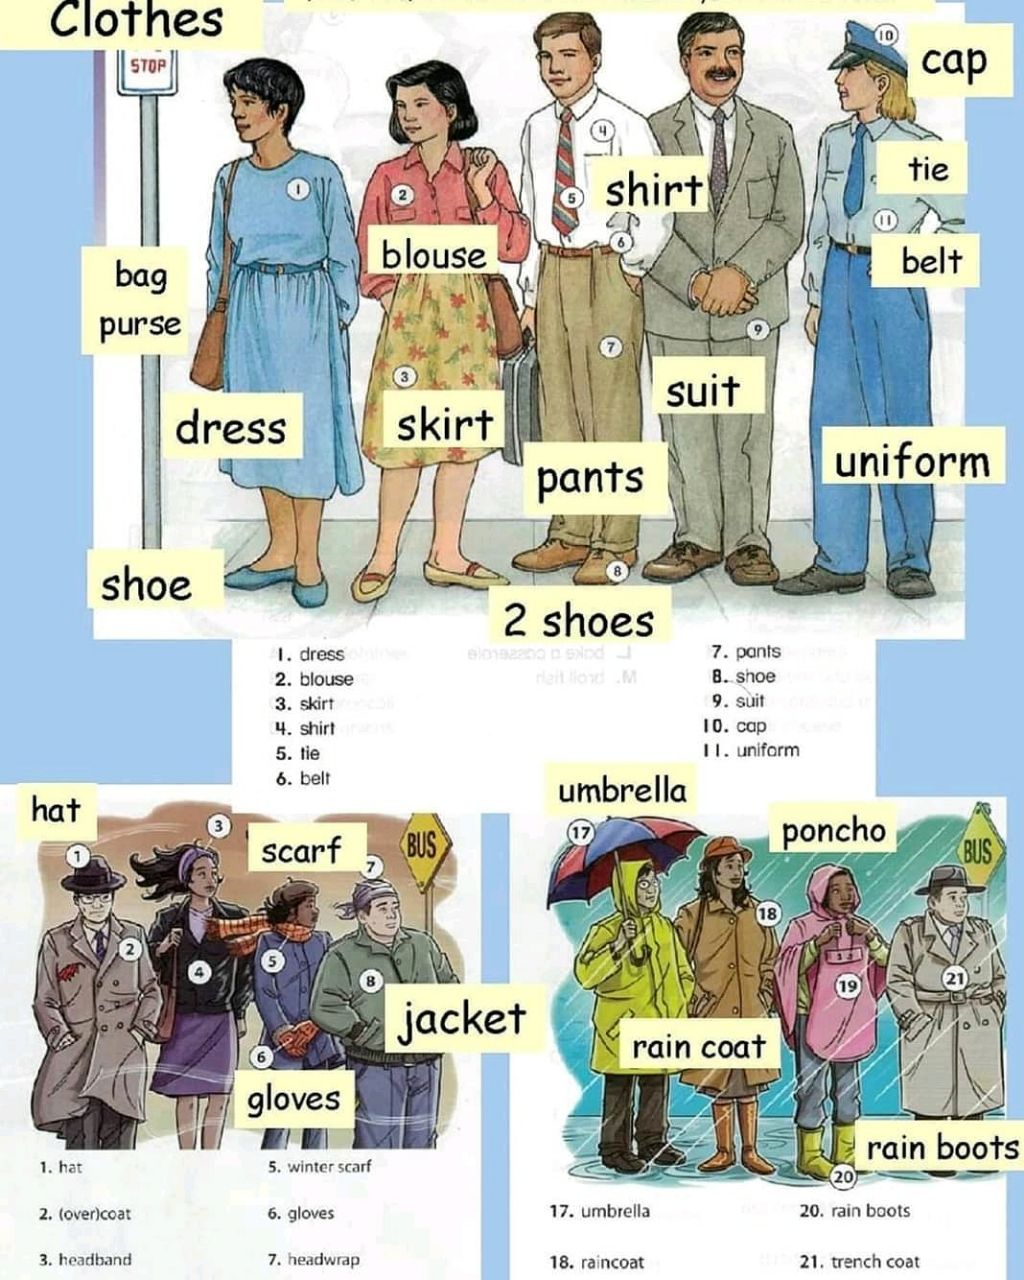 Clothes
STOP
10
cap
4
tie
1
2
5
shirt
11
6
blouse
belt
bag
purse
9
7
3
suit
dress
skirt
uniform
pants
8
shoe
2 shoes
1. dress
2. blouse
3. skirt
4. shirt
5. tie
6. belt
7. pants
8. shoe
9. suit
10. cap
11. uniform
hat
3
scarf
BUS
1
7
2
5
4
8
jacket
6
gloves
1. hat
2. (over)coat
3. headband
5. winter scarf
6. gloves
7. headwrap
umbrella
17
poncho
BUS
18
21
19
rain coat
rain boots
20
17. umbrella
18. raincoat
20. rain boots
21. trench coat